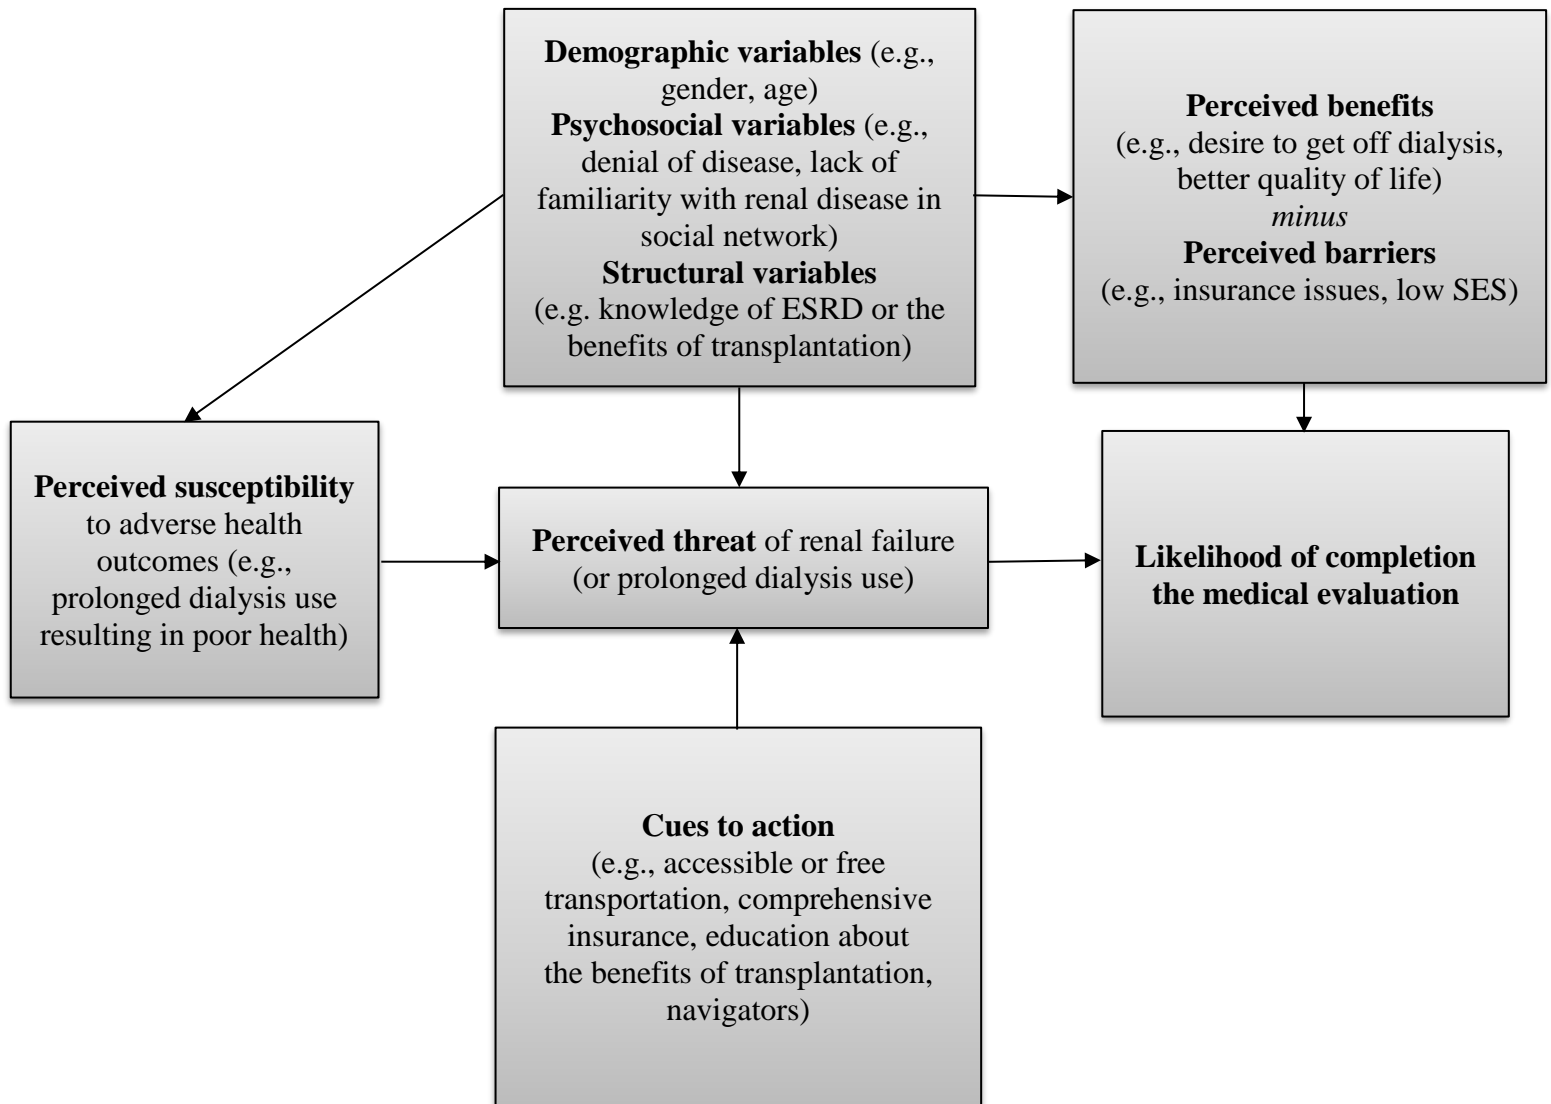 Demographic variables (e.g.,
gender, age)
Psychosocial variables (e.g.,
denial of disease, lack of
familiarity with renal disease in
social network)
Structural variables
(e.g. knowledge of ESRD or the
benefits of transplantation)
Perceived benefits
(e.g., desire to get off dialysis,
better quality of life)
minus
Perceived barriers
(e.g., insurance issues, low SES)
Perceived susceptibility
to adverse health
outcomes (e.g.,
prolonged dialysis use
resulting in poor health)
Perceived threat of renal failure
(or prolonged dialysis use)
Likelihood of completion
the medical evaluation
Cues to action
(e.g., accessible or free
transportation, comprehensive
insurance, education about
the benefits of transplantation,
navigators)